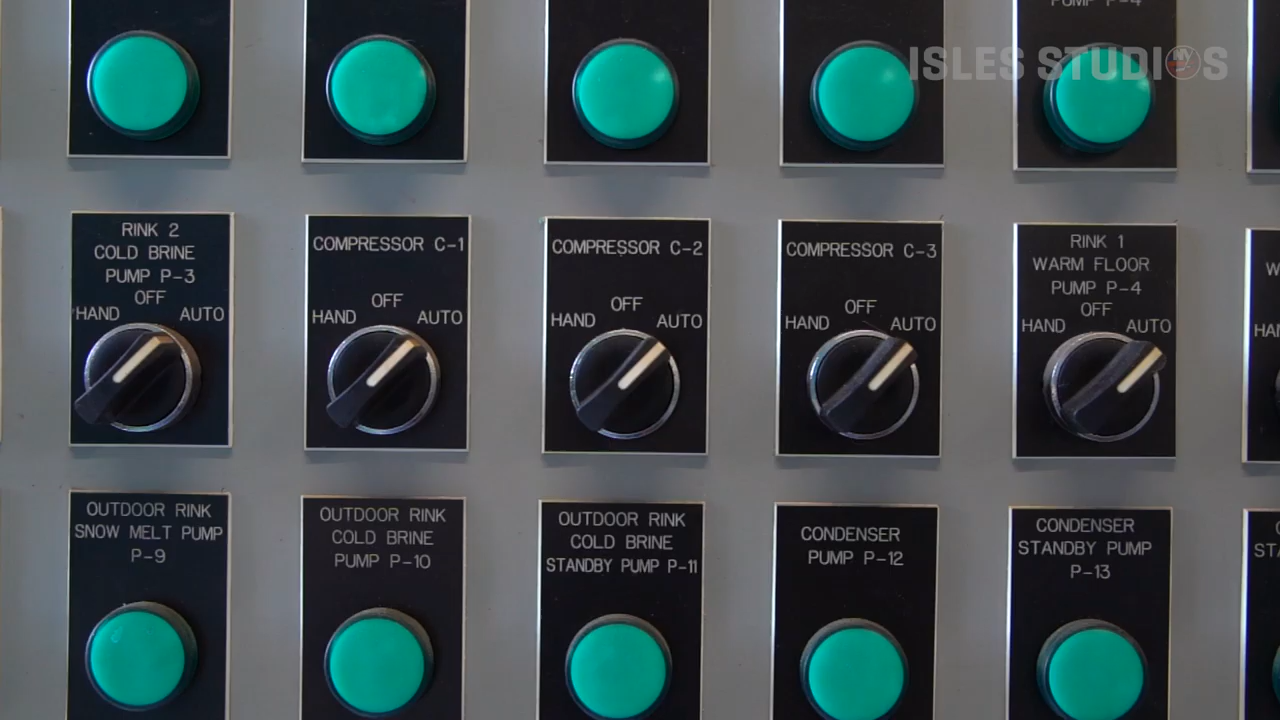 PUMP P-4
ISLES STUDIOS
RINK 2
COLD BRINE
PUMP P-3
OFF
HAND AUTO
COMPRESSOR C-1
OFF
HAND AUTO
COMPRESSOR C-2
OFF
HAND AUTO
COMPRESSOR C-3
OFF
HAND AUTO
RINK 1
WARM FLOOR
PUMP P-4
OFF
HAND AUTO
OUTDOOR RINK
SNOW MELT PUMP
P-9
OUTDOOR RINK
COLD BRINE
PUMP P-10
OUTDOOR RINK
COLD BRINE
STANDBY PUMP P-11
CONDENSER
PUMP P-12
CONDENSER
STANDBY PUMP
P-13